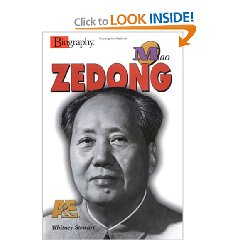 Click to
LOOK INSIDE!
Biography
Mao
ZEDONG
A&E
Whitney Stewart